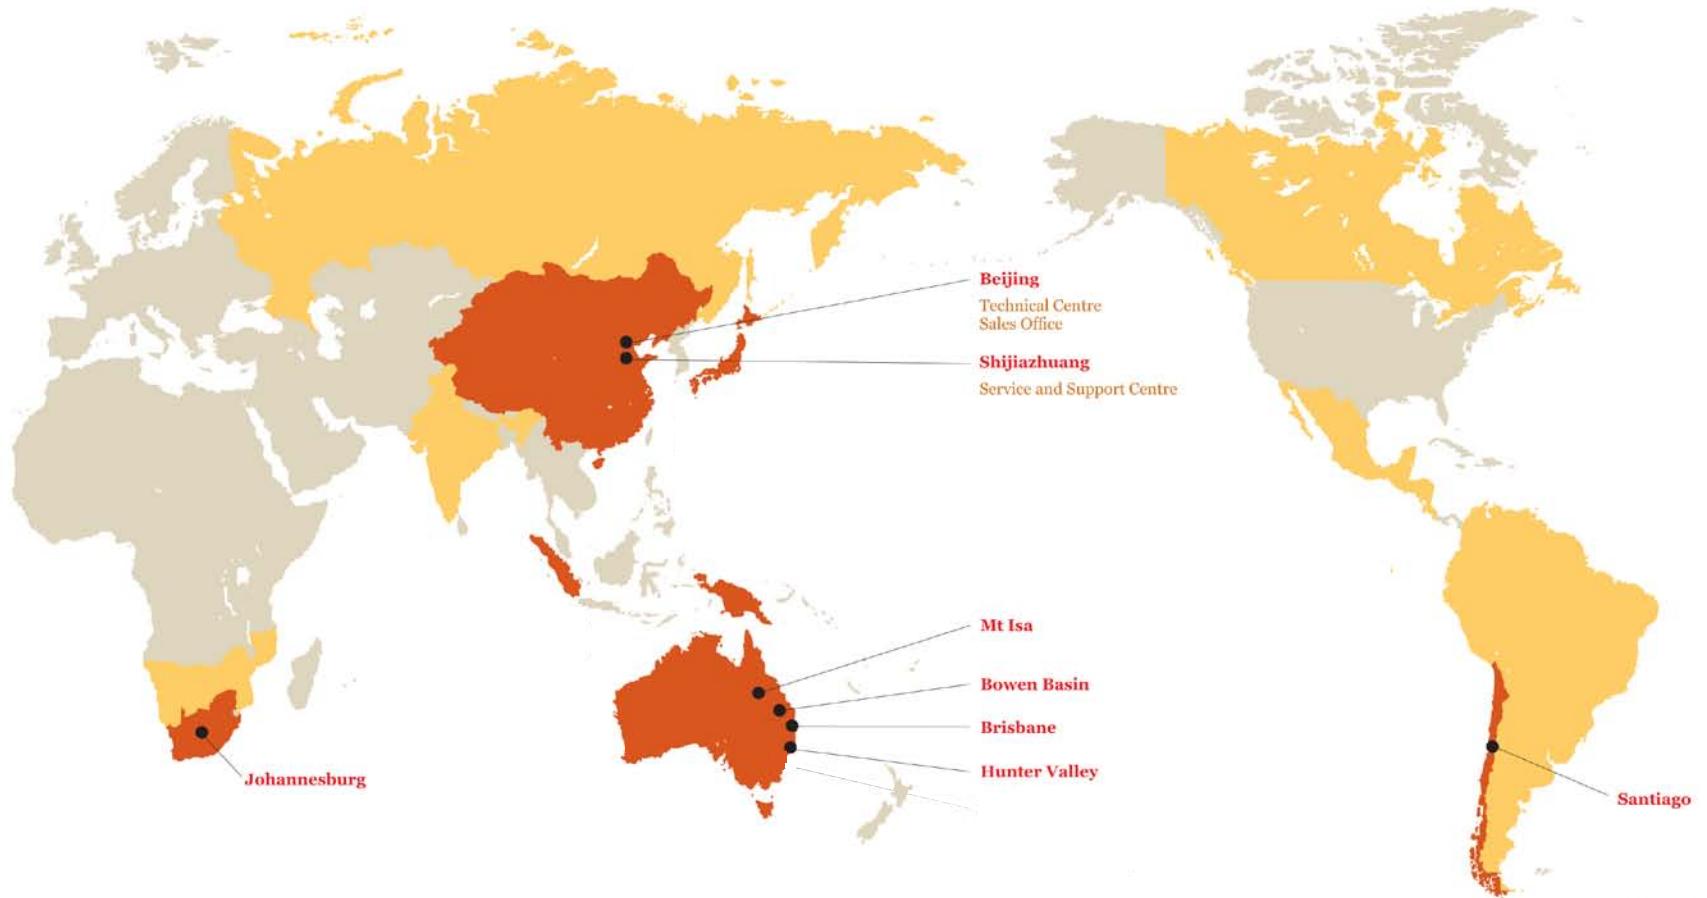 Beijing
Technical Centre
Sales Office
Shijiazhuang
Service and Support Centre
Mt Isa
Bowen Basin
Brisbane
Hunter Valley
Johannesburg
Santiago